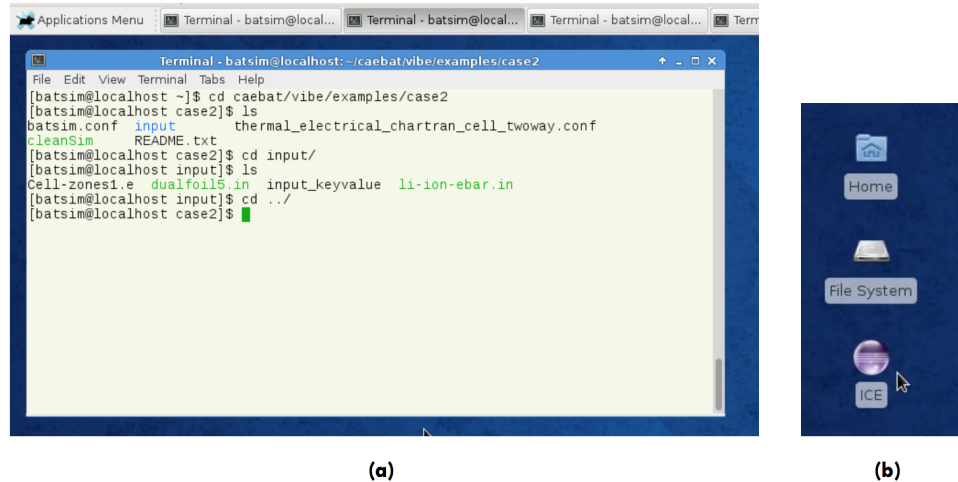 Applications Menu
Terminal - batsim@local...
Terminal - batsim@local...
Terminal - batsim@local...
Term
Terminal - batsim@localhost:~/caebat/vibe/examples/case2
File Edit View Terminal Tabs Help
[batsim@localhost ~]$ cd caebat/vibe/examples/case2
[batsim@localhost case2]$ ls
batsim.conf input thermal_electrical_chartran_cell_twoway.conf
cleanSim README.txt
[batsim@localhost case2]$ cd input/
[batsim@localhost input]$ ls
Cell-zones1.e dualfoil5.in input_keyvalue li-ion-ebar.in
[batsim@localhost input]$ cd ../
[batsim@localhost case2]$
Home
File System
ICE
(a)
(b)